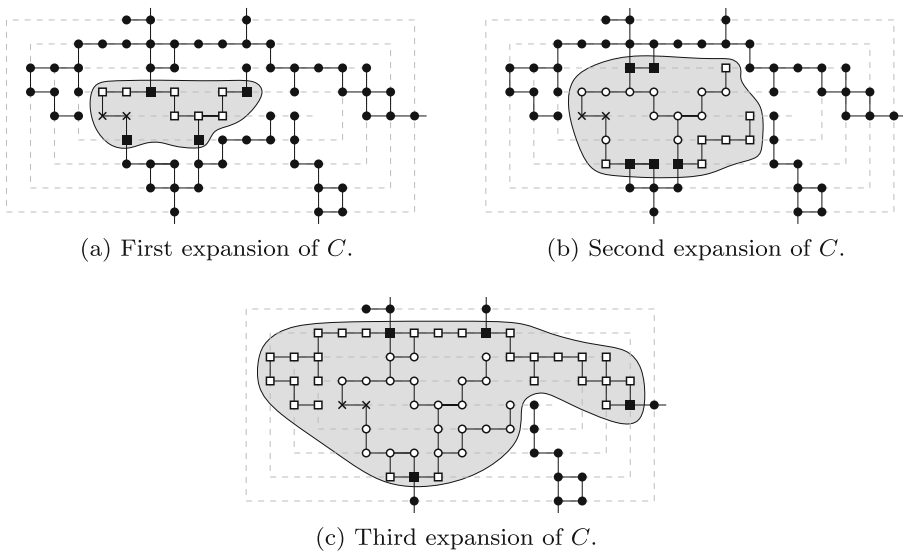 (a) First expansion of C.
(b) Second expansion of C.
(c) Third expansion of C.